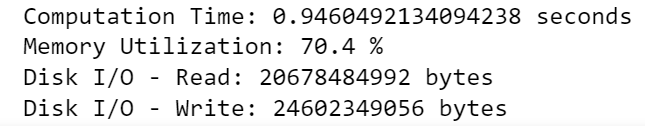 Computation Time: 0.9460492134094238 seconds
Memory Utilization: 70.4 %
Disk I/O - Read: 20678484992 bytes
Disk I/O - Write: 24602349056 bytes